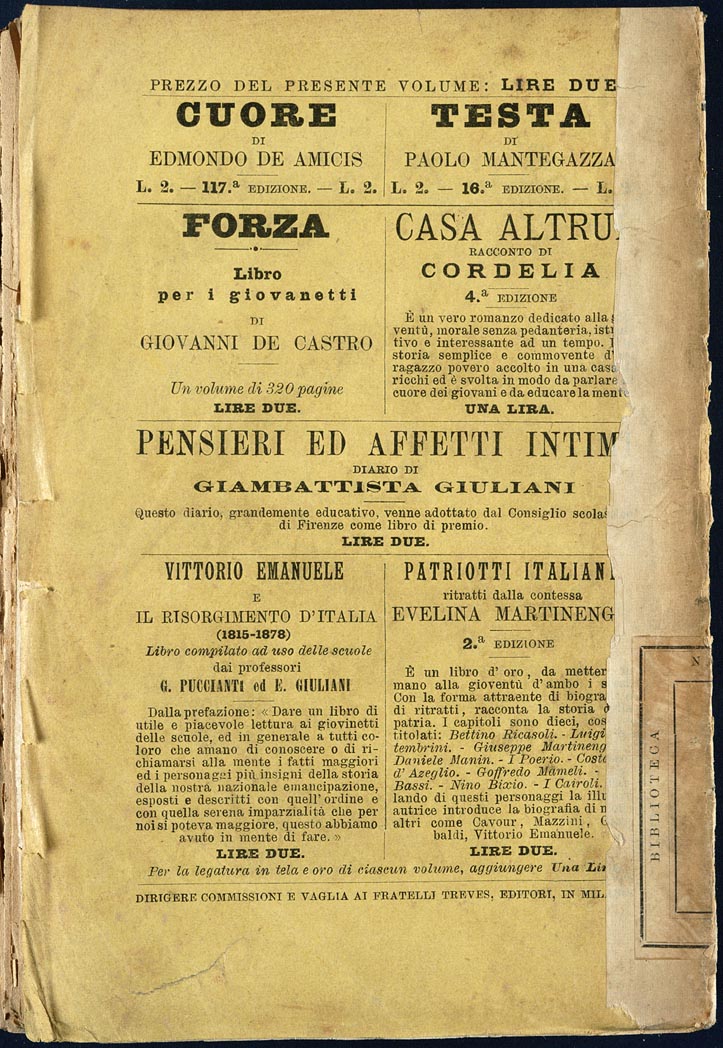 PREZZO DEL PRESENTE VOLUME: LIRE DUE
CUORE
DI
EDMONDO DE AMICIS
L. 2. — 117.ª EDIZIONE. — L. 2.
TESTA
DI
PAOLO MANTEGAZZA
L. 2. — 16.ª EDIZIONE. — L.
FORZA
Libro
per i giovanetti
DI
GIOVANNI DE CASTRO
Un volume di 320 pagine
LIRE DUE.
CASA ALTRU
RACCONTO DI
CORDELIA
4.ª EDIZIONE
È un vero romanzo dedicato alla
ventù, morale senza pedanteria, ist
tivo e interessante ad un tempo.
storia semplice e commovente d'
ragazzo povero accolto in una casa
ricchi ed è svolta in modo da parlare
cuore dei giovani e da educare la mente
UNA LIRA.
PENSIERI ED AFFETTI INTIM
DIARIO DI
GIAMBATTISTA GIULIANI
Questo diario, grandemente educativo, venne adottato dal Consiglio scolas
di Firenze come libro di premio.
LIRE DUE.
VITTORIO EMANUELE
E
IL RISORGIMENTO D'ITALIA
(1815-1878)
Libro compilato ad uso delle scuole
dai professori
G. PUCCIANTI ed E. GIULIANI
Dalla prefazione: « Dare un libro di
utile e piacevole lettura ai giovinetti
delle scuole, ed in generale a tutti co-
loro che amano di conoscere o di ri-
chiamarsi alla mente i fatti maggiori
ed i personaggi più insigni della storia
della nostra nazionale emancipazione,
esposti e descritti con quell'ordine e
con quella serena imparzialità che per
noi si poteva maggiore, questo abbiamo
avuto in mente di fare. »
LIRE DUE.
PATRIOTTI ITALIANI
ritratti dalla contessa
EVELINA MARTINENG
2.ª EDIZIONE
È un libro d'oro, da metter
mano alla gioventù d'ambo i s
Con la forma attraente di biogra
di ritratti, racconta la storia d
patria. I capitoli sono dieci, cos
titolati: Bettino Ricasoli. - Luigi
tembrini. - Giuseppe Martineng
Daniele Manin. - I Poerio. - Cost
d'Azeglio. - Goffredo Mameli. -
Bassi. - Nino Bixio. - I Cairoli.
lando di questi personaggi la illu
autrice introduce la biografia di m
altri come Cavour, Mazzini, G
baldi, Vittorio Emanuele.
LIRE DUE.
Per la legatura in tela e oro di ciascun volume, aggiungere Una Lir
DIRIGERE COMMISSIONI E VAGLIA AI FRATELLI TREVES, EDITORI, IN MIL
BIBLIOTECA
N